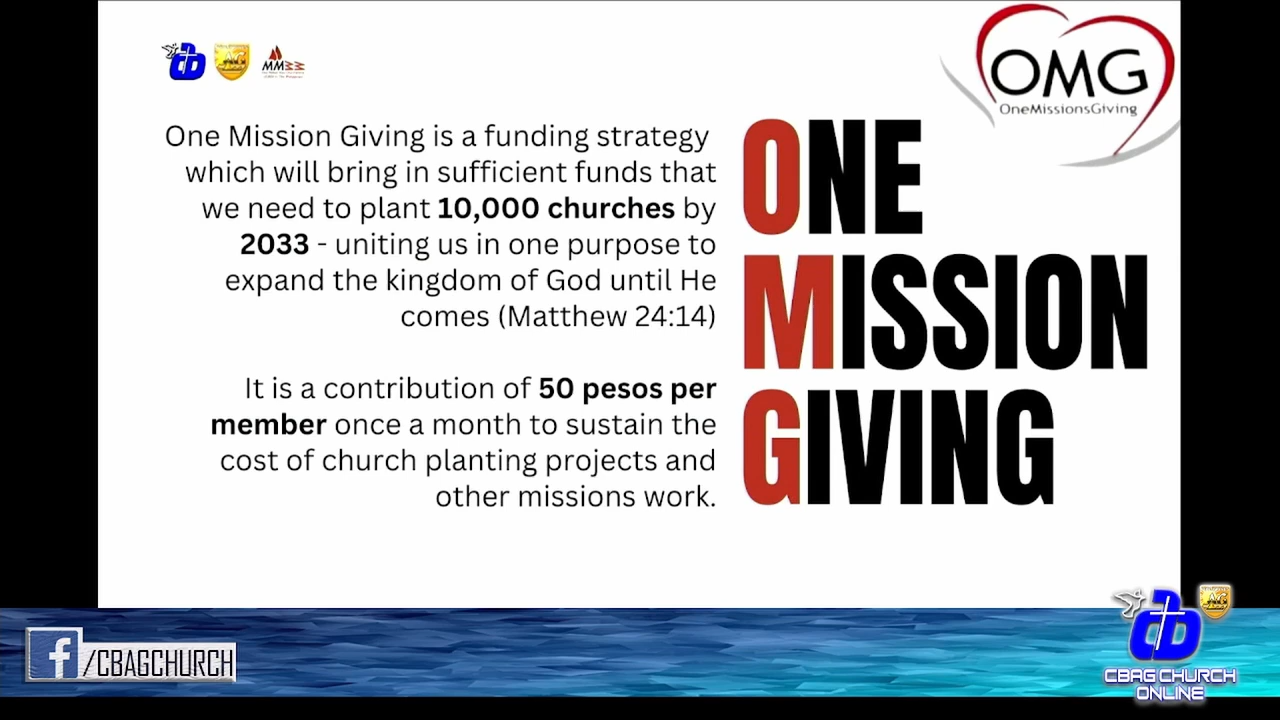 MM33
OMG
OneMissionsGiving
One Mission Giving is a funding strategy
which will bring in sufficient funds that
we need to plant 10,000 churches by
2033 - uniting us in one purpose to
expand the kingdom of God until He
comes (Matthew 24:14)
It is a contribution of 50 pesos per
member once a month to sustain the
cost of church planting projects and
other missions work.
ONE
MISSION
GIVING
f/CBAGCHURCH
CBAG CHURCH
ONLINE